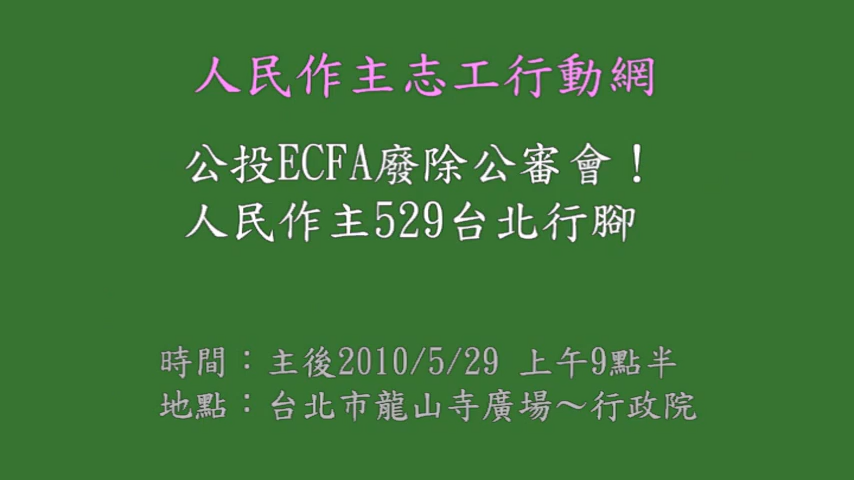 人民作主志工行動網
公投ECFA廢除公審會！
人民作主529台北行腳
時間：主後2010/5/29 上午9點半
地點：台北市龍山寺廣場～行政院